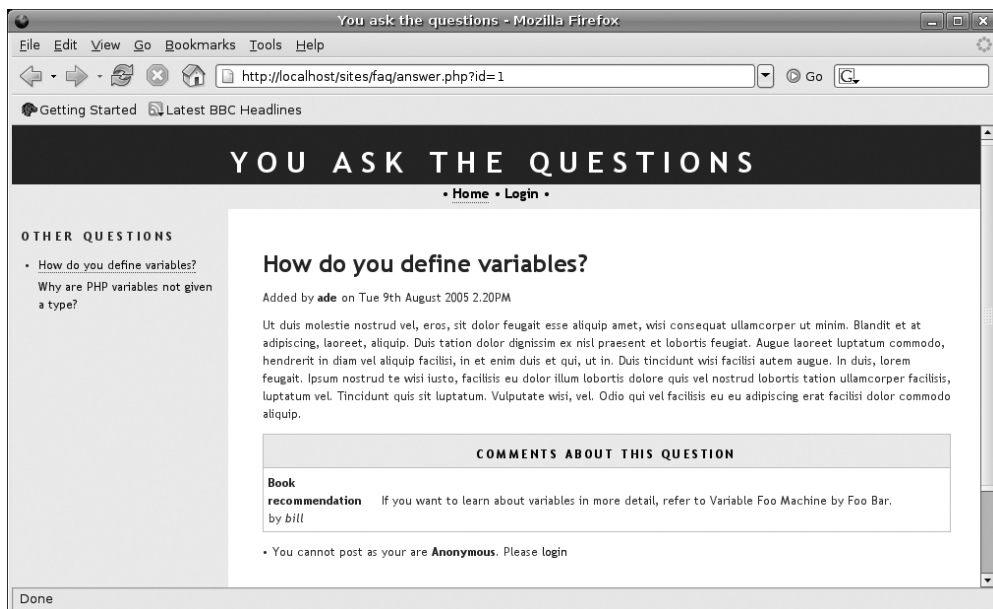 You ask the questions - Mozilla Firefox
File Edit View Go Bookmarks Tools Help
http://localhost/sites/faq/answer.php?id=1 Go G
Getting Started Latest BBC Headlines
YOU ASK THE QUESTIONS
• Home • Login •
OTHER QUESTIONS
• How do you define variables?
Why are PHP variables not given
a type?
How do you define variables?
Added by ade on Tue 9th August 2005 2.20PM
Ut duis molestie nostrud vel, eros, sit dolor feugait esse aliquip amet, wisi consequat ullamcorper ut minim. Blandit et at
adipiscing, laoreet, aliquip. Duis tation dolor dignissim ex nisl praesent et lobortis feugiat. Augue laoreet luptatum commodo,
hendrerit in diam vel aliquip facilisi, in et enim duis et qui, ut in. Duis tincidunt wisi facilisi autem augue. In duis, lorem
feugait. Ipsum nostrud te wisi iusto, facilisis eu dolor illum lobortis dolore quis vel nostrud lobortis tation ullamcorper facilisis,
luptatum vel. Tincidunt quis sit luptatum. Vulputate wisi, vel. Odio qui vel facilisis eu eu adipiscing erat facilisi dolor commodo
aliquip.
COMMENTS ABOUT THIS QUESTION
Book
recommendation If you want to learn about variables in more detail, refer to Variable Foo Machine by Foo Bar.
by bill
• You cannot post as your are Anonymous. Please login
Done